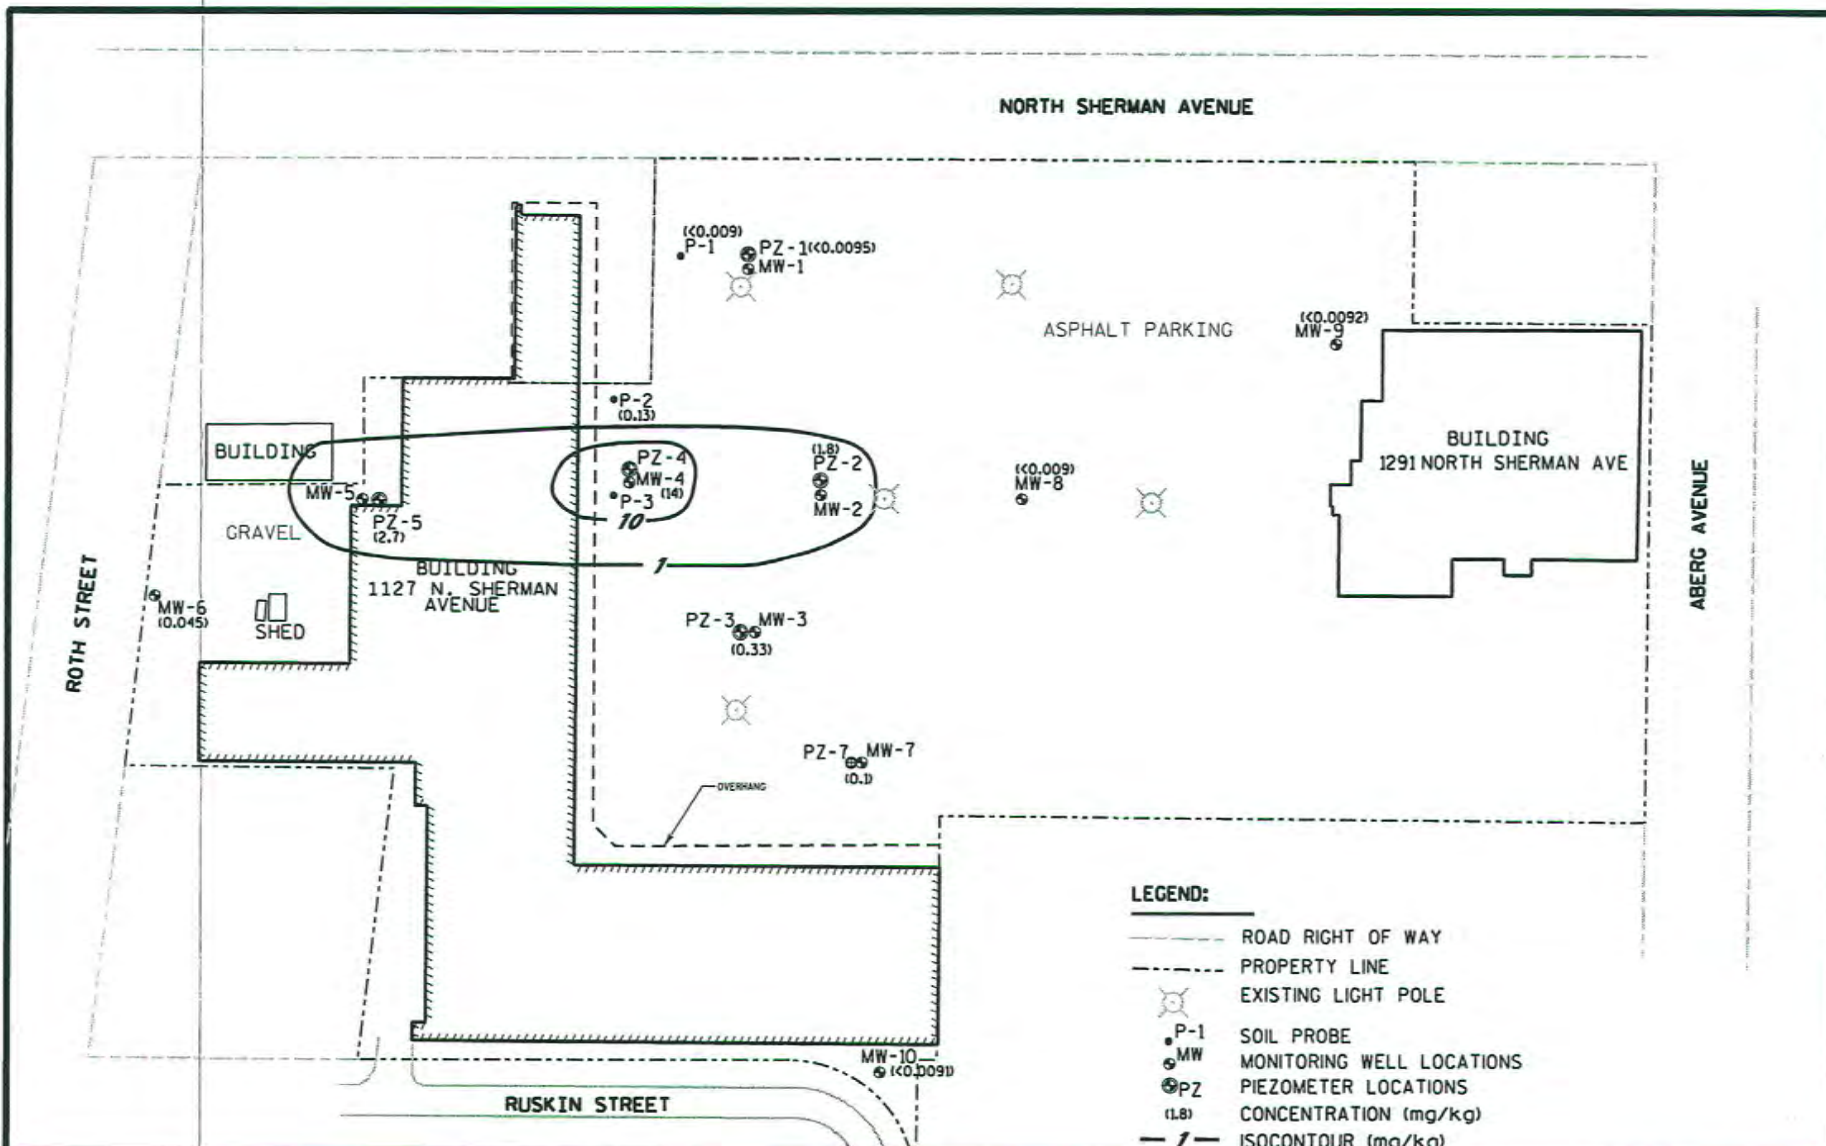 NORTH SHERMAN AVENUE
(<0.009)
P-1
PZ-1(<0.0095)
MW-1
ASPHALT PARKING
(<0.0092)
MW-9
P-2
(0.13)
BUILDING
BUILDING
1291 NORTH SHERMAN AVE
PZ-4
MW-4
(14)
P-3
10
(1.8)
PZ-2
MW-2
(<0.009)
MW-8
MW-5
PZ-5
(2.7)
GRAVEL
1
BUILDING
1127 N. SHERMAN
AVENUE
MW-6
(0.045)
SHED
ROTH STREET
ABERG AVENUE
PZ-3
MW-3
(0.33)
PZ-7
MW-7
(0.1)
OVERHANG
MW-10
(<0.0091)
RUSKIN STREET
LEGEND:
ROAD RIGHT OF WAY
PROPERTY LINE
EXISTING LIGHT POLE
P-1 SOIL PROBE
MW MONITORING WELL LOCATIONS
PZ PIEZOMETER LOCATIONS
(1.8) CONCENTRATION (mg/kg)
1 ISOCONTOUR (mg/kg)